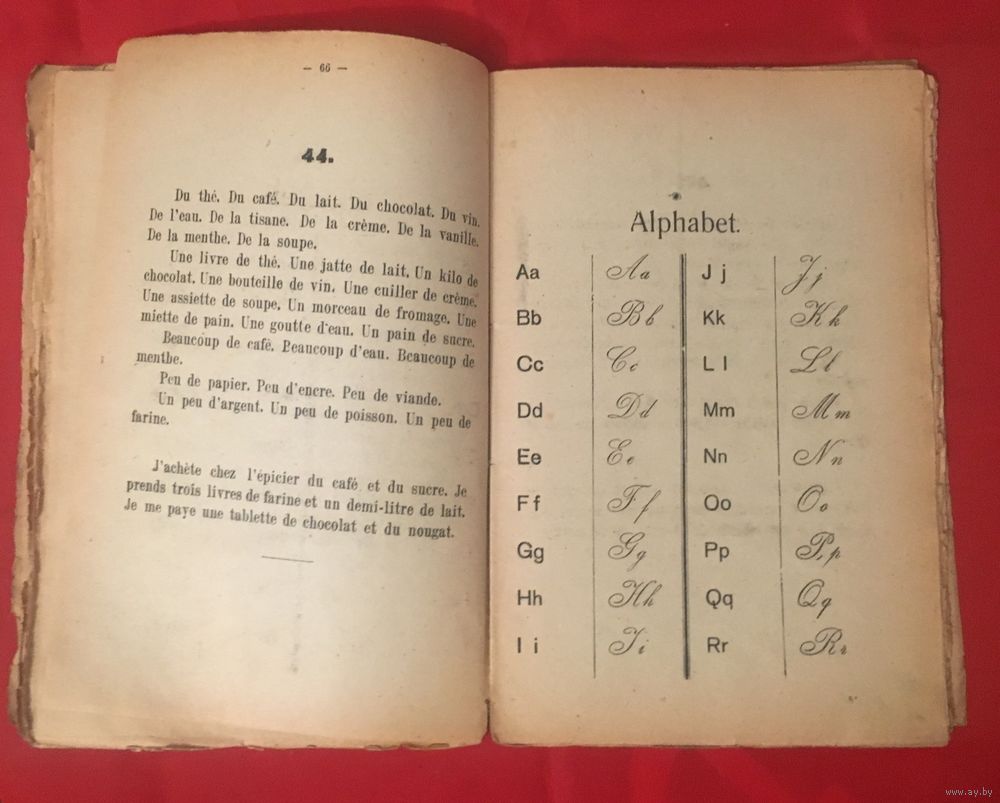 — 66 —
44.
Du thé. Du café. Du lait. Du chocolat. Du vin.
De l'eau. De la tisane. De la crème. De la vanille.
De la menthe. De la soupe.
Une livre de thé. Une jatte de lait. Un kilo de
chocolat. Une bouteille de vin. Une cuiller de crème.
Une assiette de soupe. Un morceau de fromage. Une
miette de pain. Une goutte d'eau. Un pain de sucre.
Beaucoup de café. Beaucoup d'eau. Beaucoup de
menthe.
Peu de papier. Peu d'encre. Peu de viande.
Un peu d'argent. Un peu de poisson. Un peu de
farine.
J'achète chez l'épicier du café et du sucre. Je
prends trois livres de farine et un demi-litre de lait.
Je me paye une tablette de chocolat et du nougat.
Alphabet.
Aa Aa Jj Jj
Bb Bb Kk Kk
Cc Cc Ll Ll
Dd Dd Mm Mm
Ee Ee Nn Nn
Ff Ff Oo Oo
Gg Gg Pp Pp
Hh Hh Qq Qq
Ii Ii Rr Rr
www.ay.by